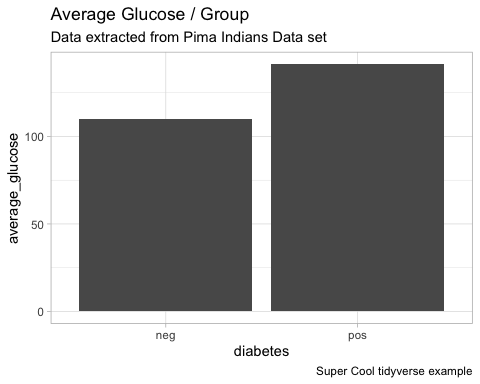 Average Glucose / Group
Data extracted from Pima Indians Data set
average_glucose
100
50
0
neg pos
diabetes
Super Cool tidyverse example